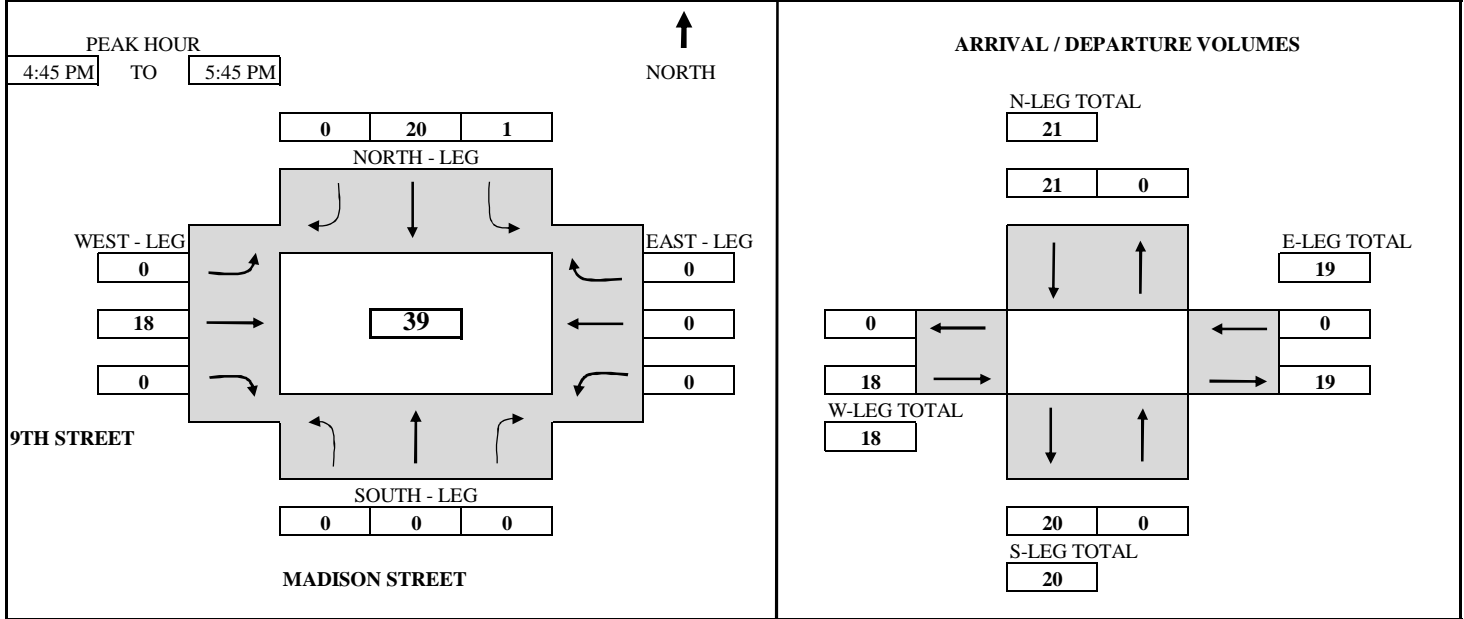 PEAK HOUR
4:45 PM TO 5:45 PM
NORTH
0 20 1
NORTH - LEG
WEST - LEG
EAST - LEG
0
0
18
39
0
0
0
9TH STREET
SOUTH - LEG
0 0 0
MADISON STREET
ARRIVAL / DEPARTURE VOLUMES
N-LEG TOTAL
21
21 0
E-LEG TOTAL
19
0
0
18
19
W-LEG TOTAL
18
20 0
S-LEG TOTAL
20